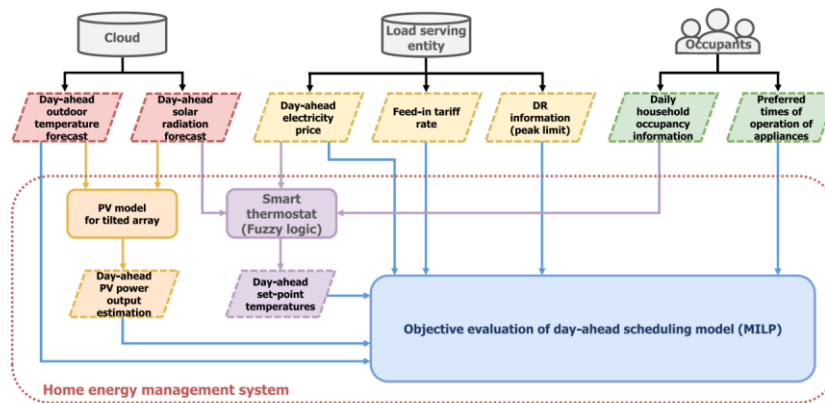 Cloud
Load serving
entity
Occupants
Day-ahead
outdoor
temperature
forecast
Day-ahead
solar
radiation
forecast
Day-ahead
electricity
price
Feed-in tariff
rate
DR
information
(peak limit)
Daily
household
occupancy
information
Preferred
times of
operation of
appliances
PV model
for tilted array
Smart
thermostat
(Fuzzy logic)
Day-ahead
PV power
output
estimation
Day-ahead
set-point
temperatures
Objective evaluation of day-ahead scheduling model (MILP)
Home energy management system